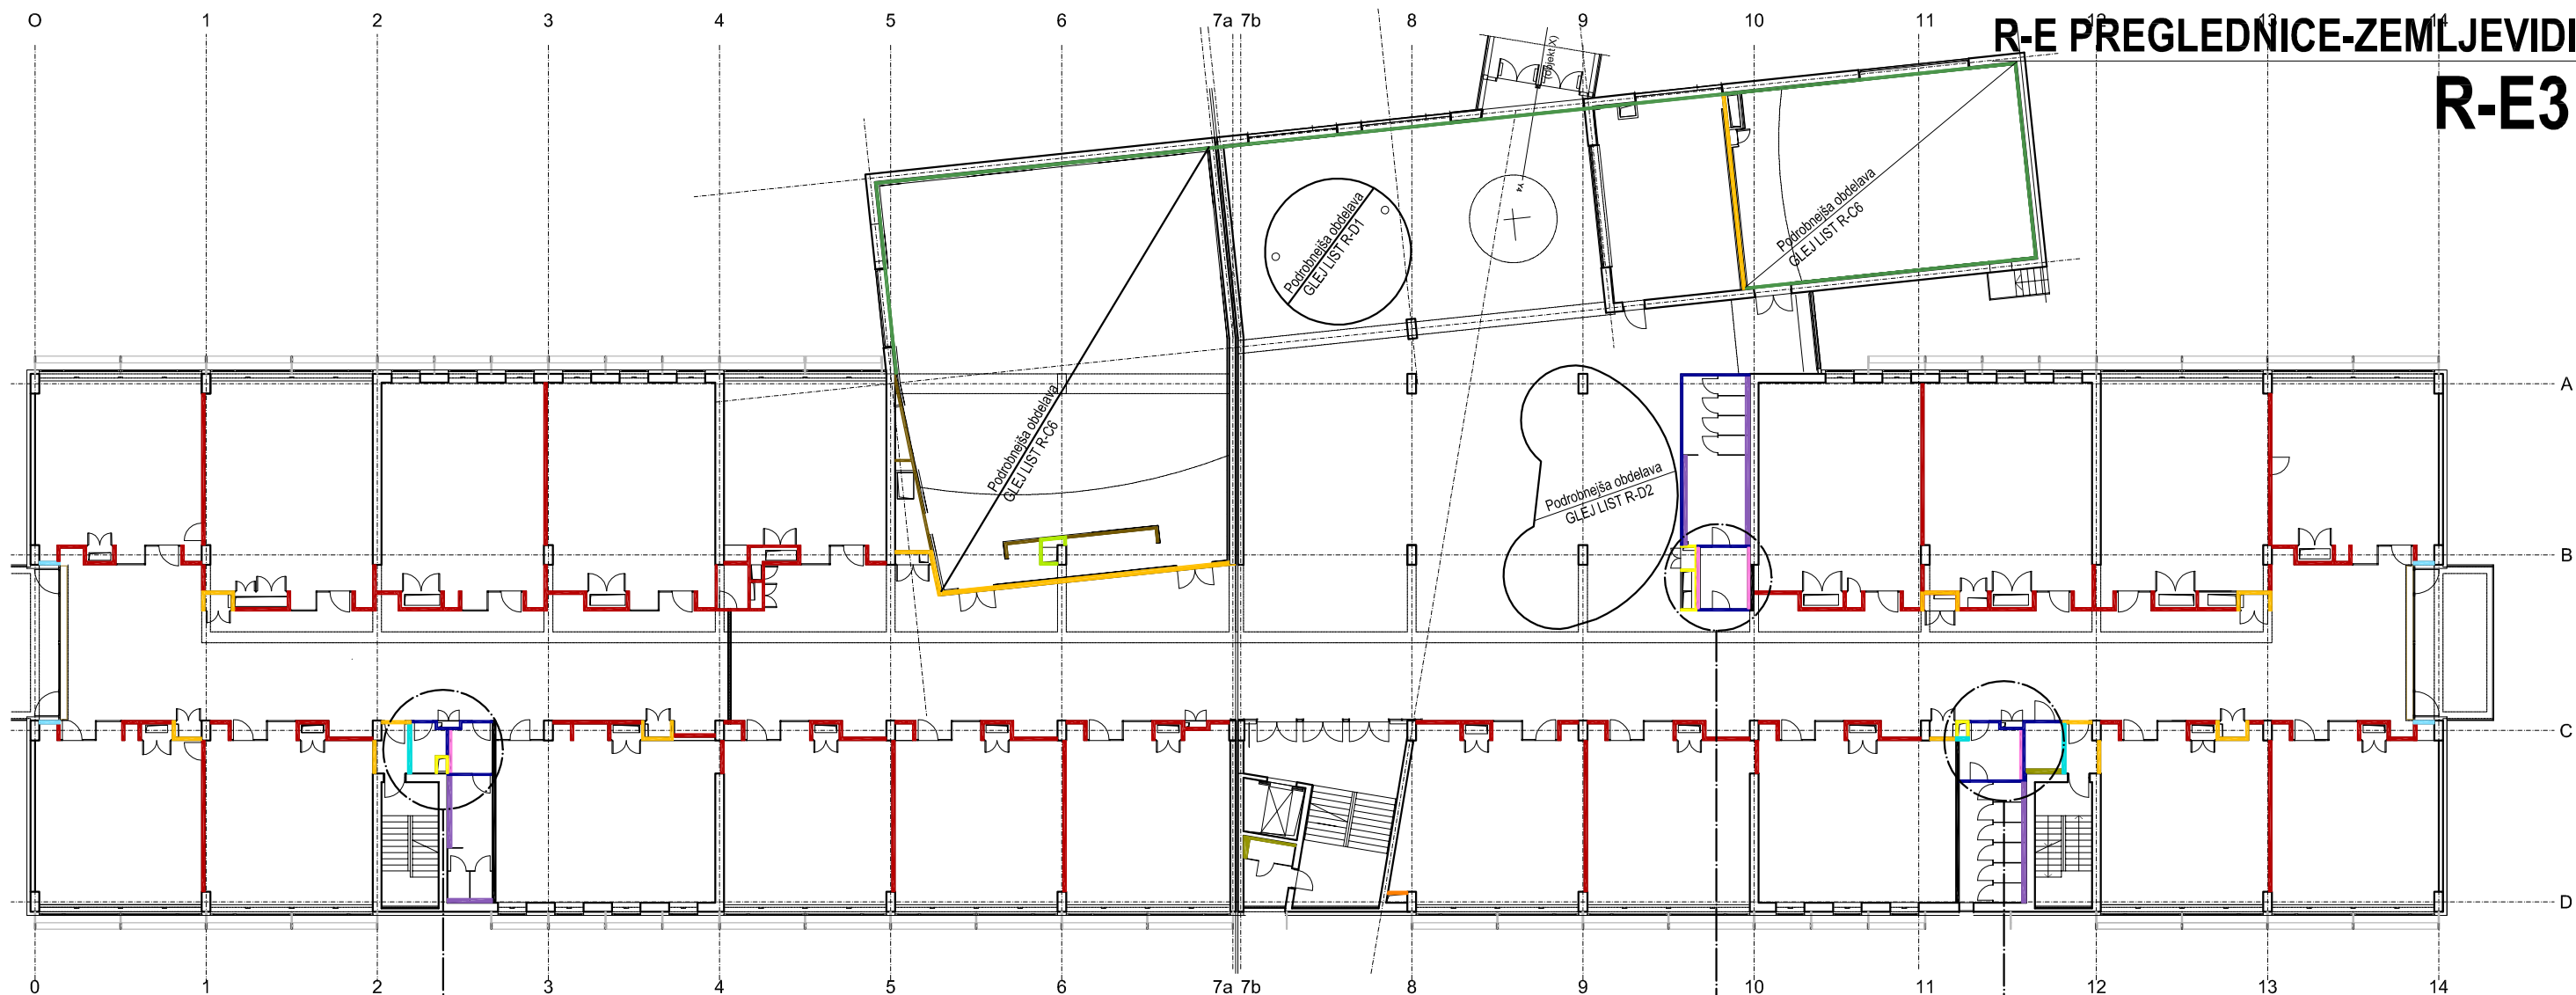 O 1 2 3 4 5 6 7a 7b 8 9 10 11 12 13 14
R-E PREGLEDNICE-ZEMLJEVIDI
R-E3
(objekt X)
Y4
Podrobnejša obdelava
GLEJ LIST R-D1
Podrobnejša obdelava
GLEJ LIST R-C6
Podrobnejša obdelava
GLEJ LIST R-C6
Podrobnejša obdelava
GLEJ LIST R-D2
A
B
C
D
0 1 2 3 4 5 6 7a 7b 8 9 10 11 12 13 14